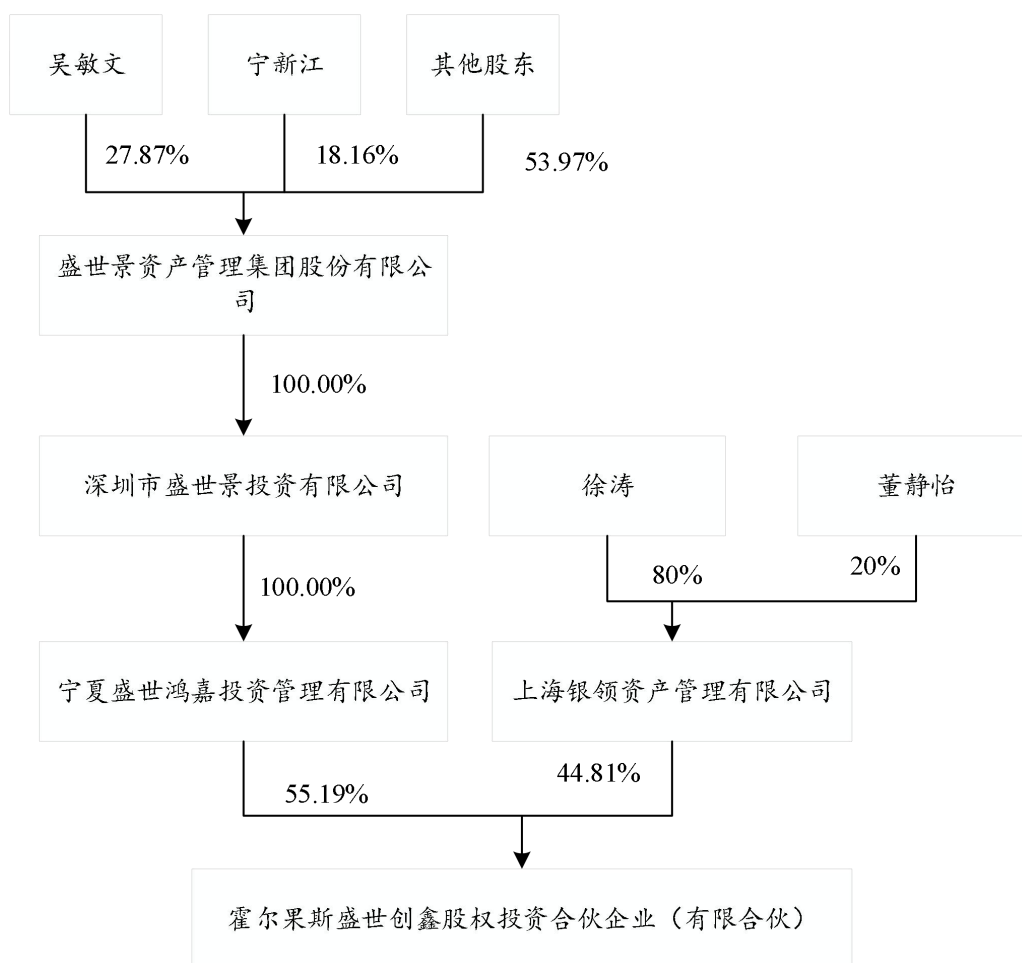 吴敏文
宁新江
其他股东
27.87%
18.16%
53.97%
盛世景资产管理集团股份有限公
司
100.00%
深圳市盛世景投资有限公司
徐涛
董静怡
100.00%
80%
20%
宁夏盛世鸿嘉投资管理有限公司
上海银领资产管理有限公司
55.19%
44.81%
霍尔果斯盛世创鑫股权投资合伙企业（有限合伙）